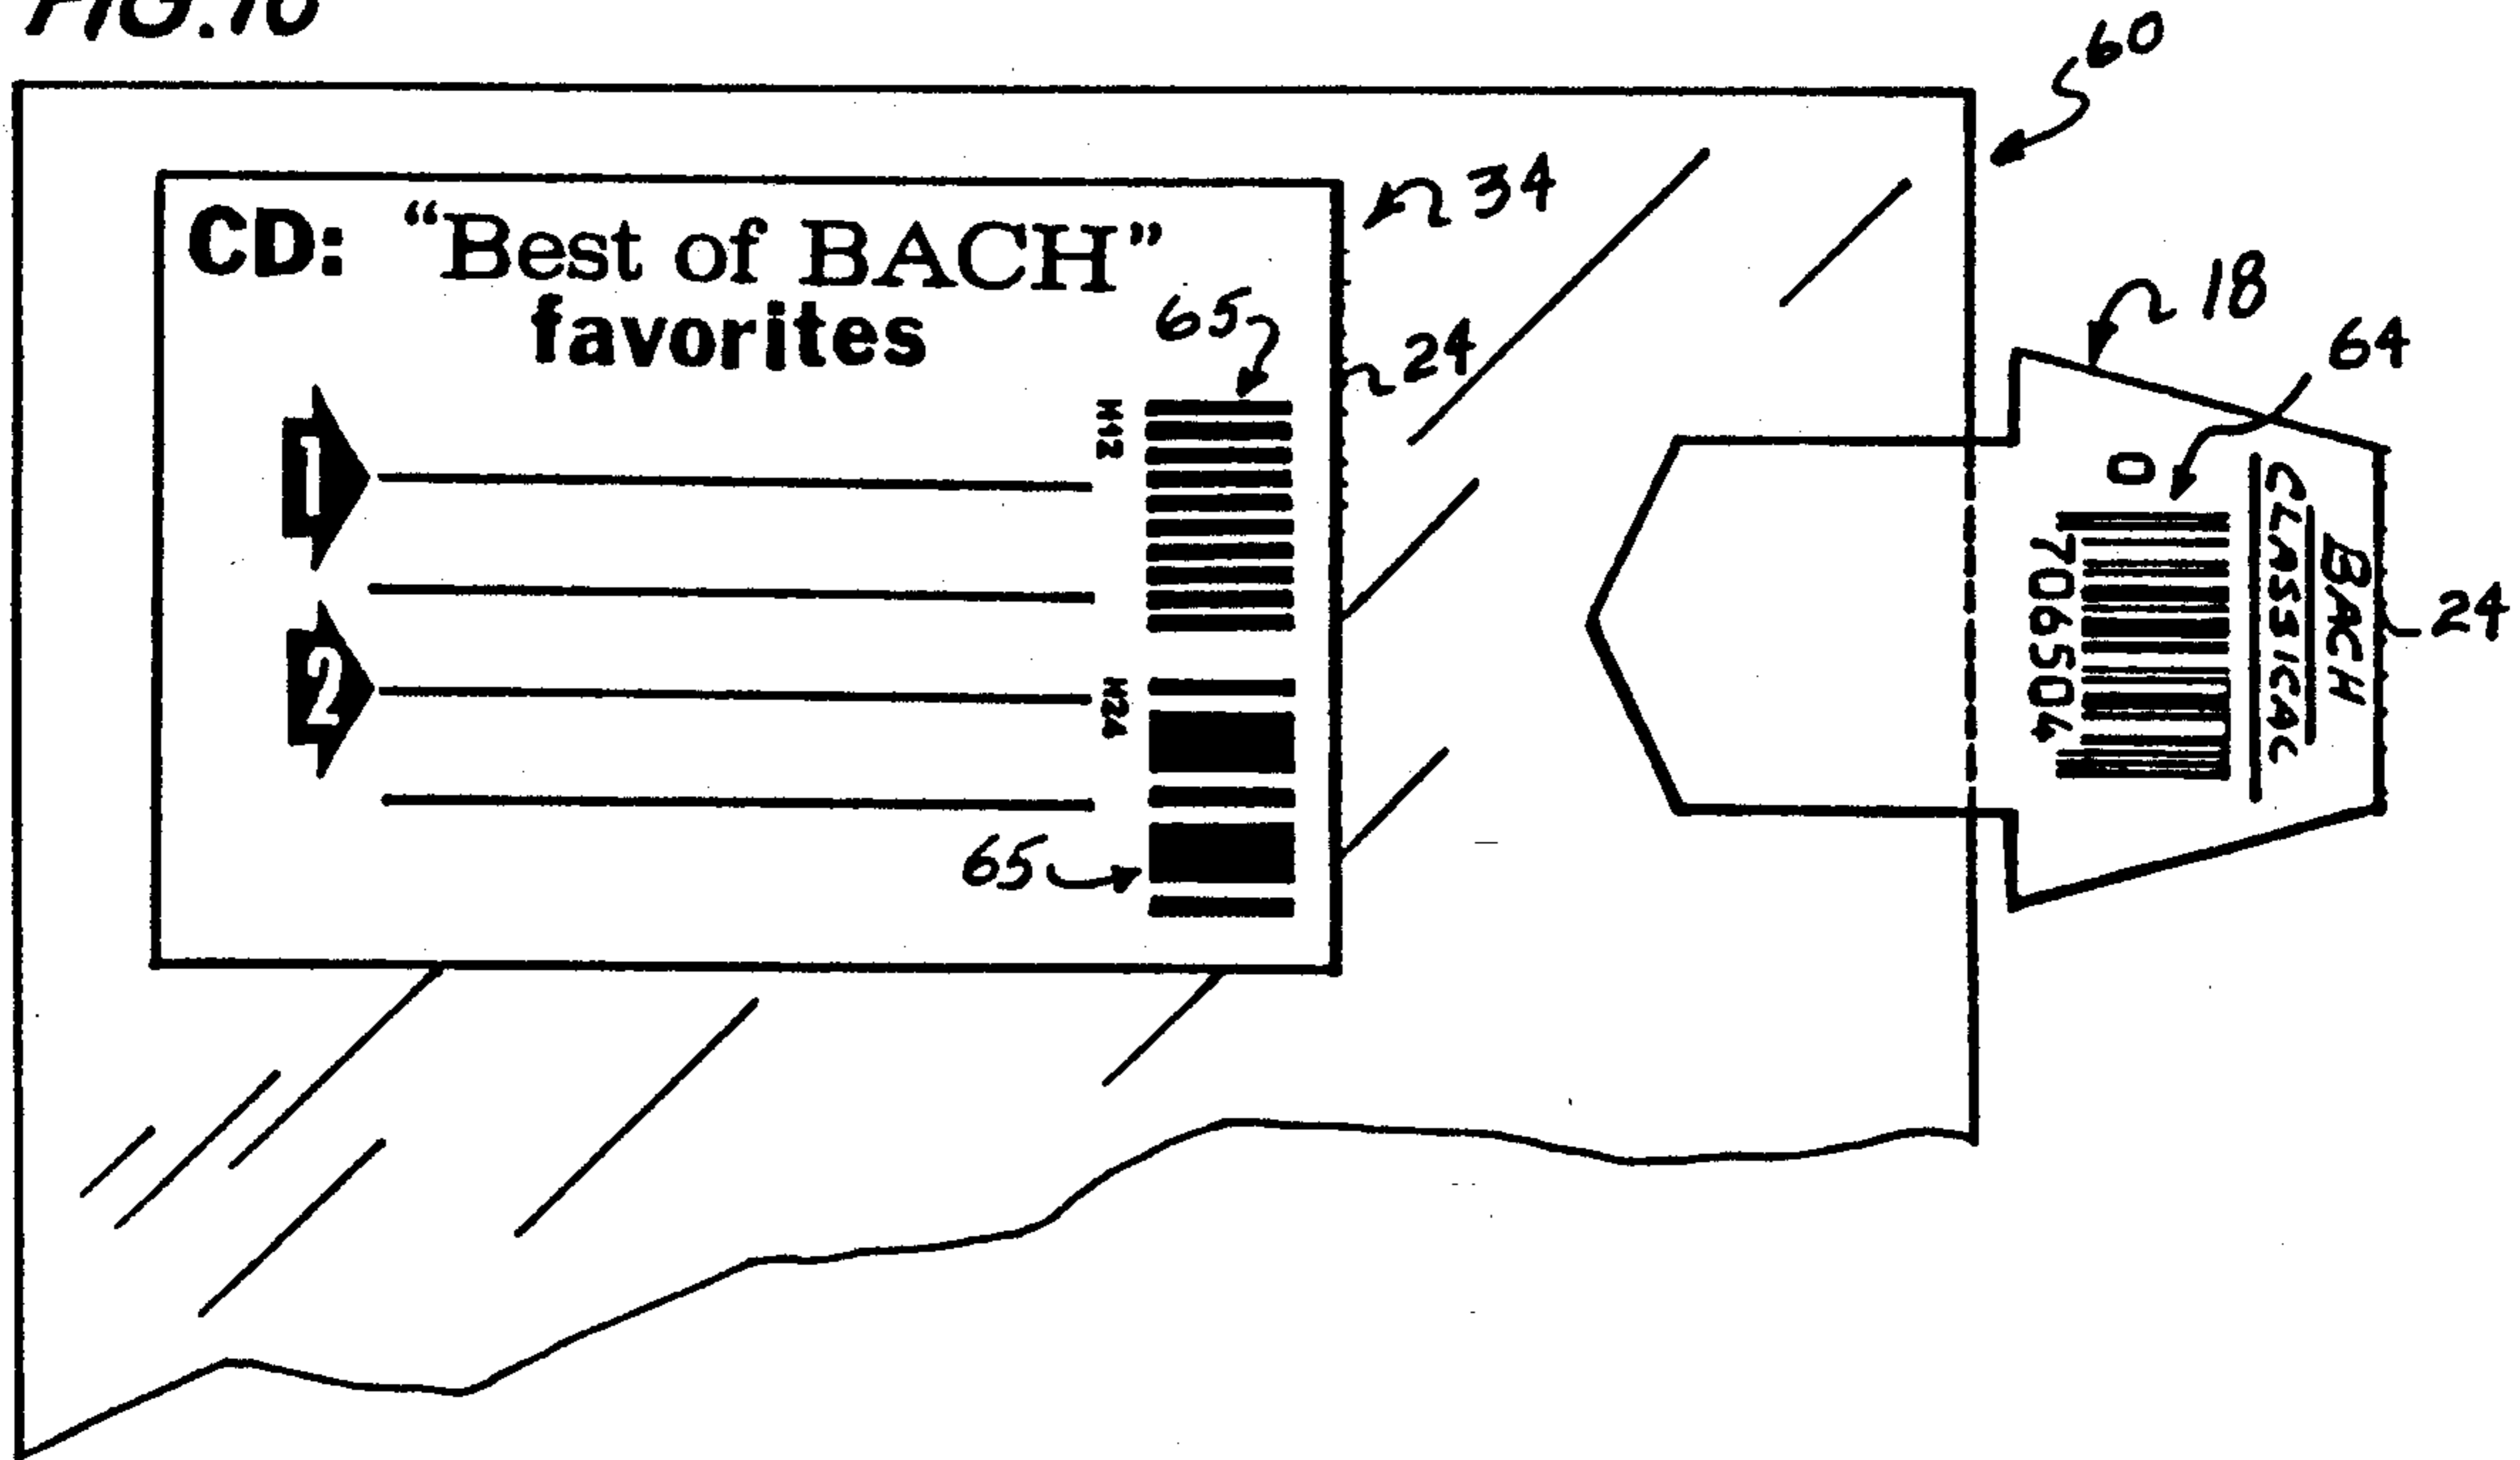 FIG.10
60
34
CD: "Best of BACH"
favorites
65
24
18
64
1
2
65
0
7096504
CLASSICAL
BACH
24